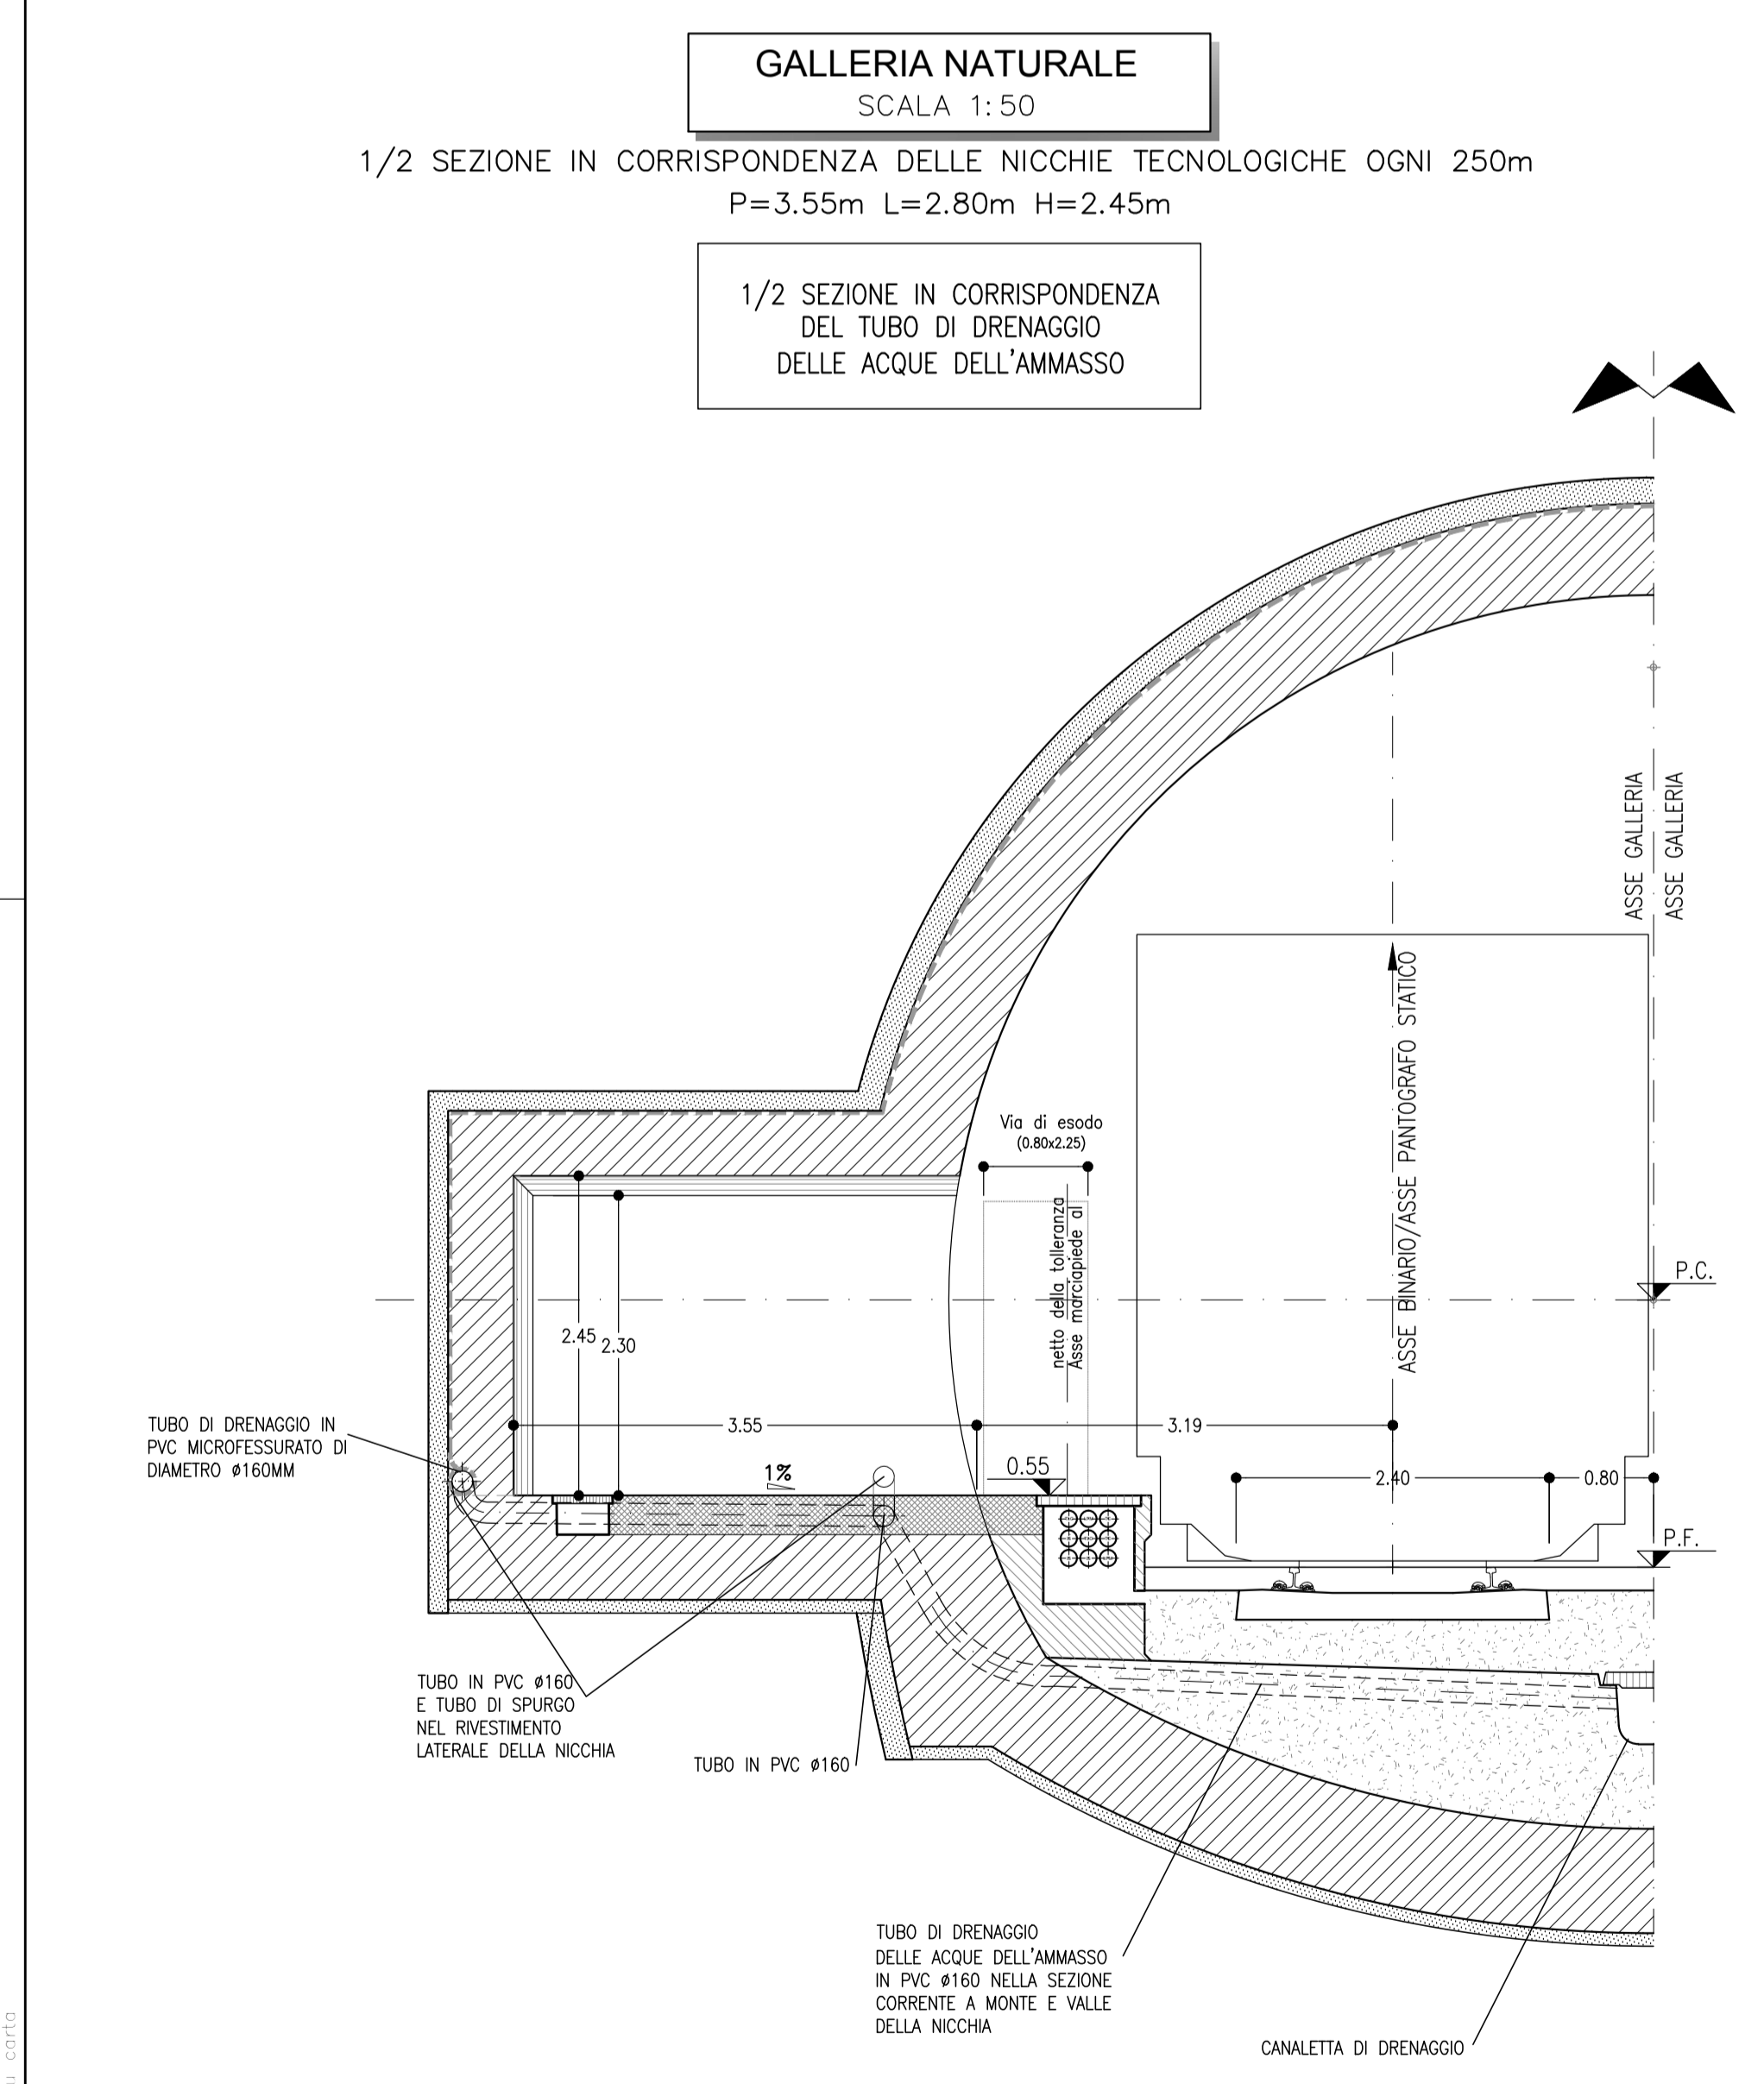 GALLERIA NATURALE
SCALA 1:50
1/2 SEZIONE IN CORRISPONDENZA DELLE NICCHIE TECNOLOGICHE OGNI 250m
P=3.55m L=2.80m H=2.45m
1/2 SEZIONE IN CORRISPONDENZA
DEL TUBO DI DRENAGGIO
DELLE ACQUE DELL'AMMASSO
ASSE GALLERIA
ASSE GALLERIA
ASSE BINARIO/ASSE PANTOGRAFO STATICO
Via di esodo
(0.80x2.25)
netto della tolleranza
Asse marciapiede al
P.C.
2.45
2.30
3.55
3.19
TUBO DI DRENAGGIO IN
PVC MICROFESSURATO DI
DIAMETRO ø160MM
1%
0.55
2.40
0.80
P.F.
TUBO IN PVC ø160
E TUBO DI SPURGO
NEL RIVESTIMENTO
LATERALE DELLA NICCHIA
TUBO IN PVC ø160
TUBO DI DRENAGGIO
DELLE ACQUE DELL'AMMASSO
IN PVC ø160 NELLA SEZIONE
CORRENTE A MONTE E VALLE
DELLA NICCHIA
CANALETTA DI DRENAGGIO
u carta